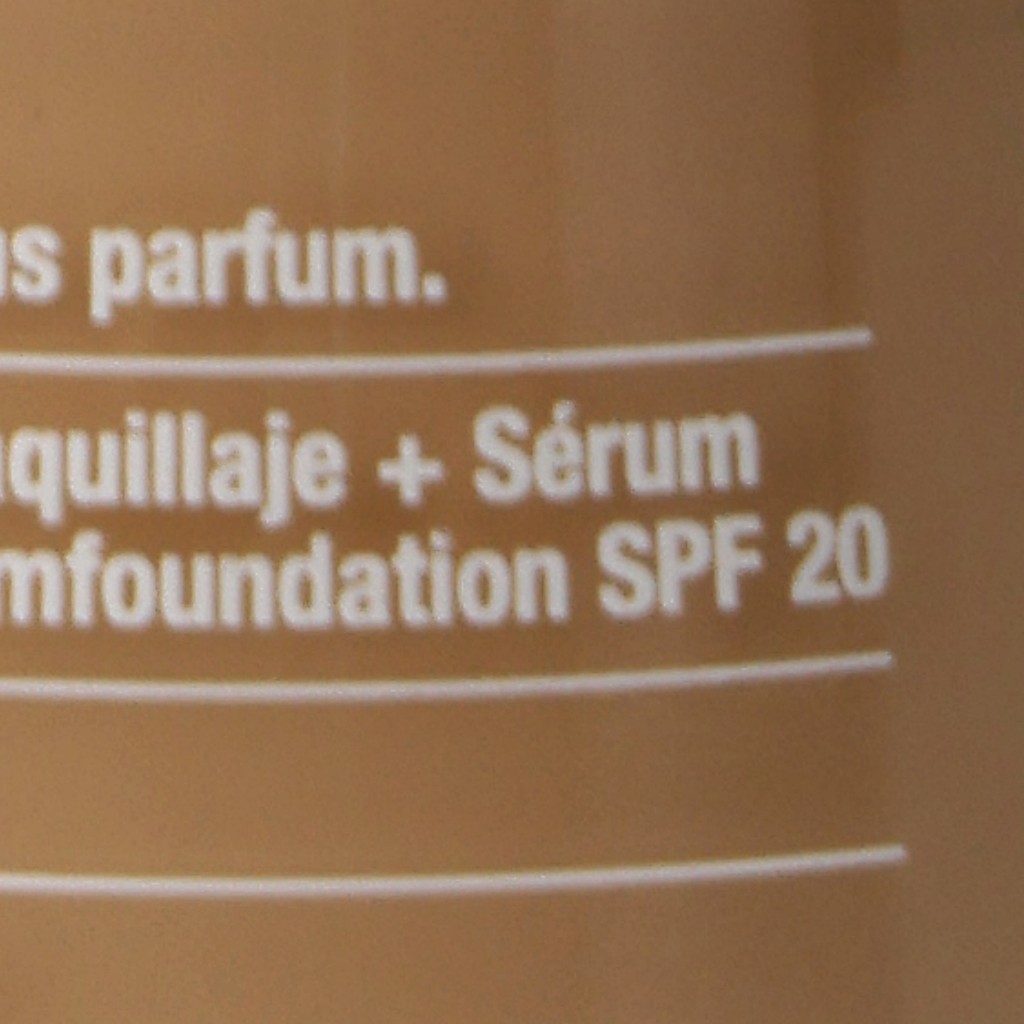 s parfum.
quillaje + Sérum
mfoundation SPF 20